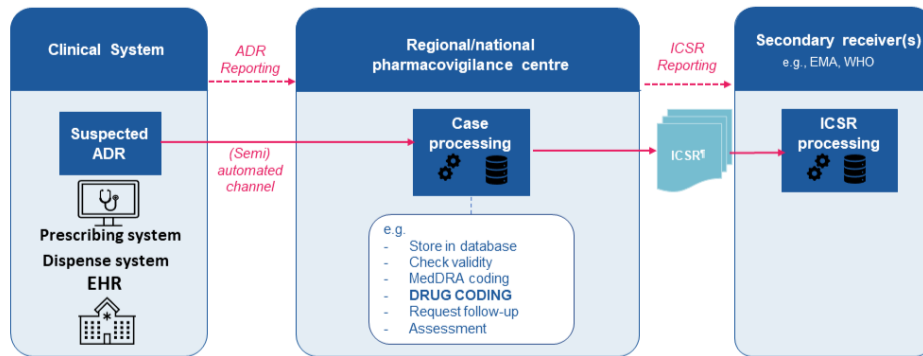 Clinical System
ADR
Reporting
Regional/national
pharmacovigilance centre
ICSR
Reporting
Secondary receiver(s)
e.g., EMA, WHO
Suspected
ADR
(Semi)
automated
channel
Case
processing
ICSR¶
ICSR
processing
Prescribing system
Dispense system
EHR
e.g.
- Store in database
- Check validity
- MedDRA coding
- DRUG CODING
- Request follow-up
- Assessment